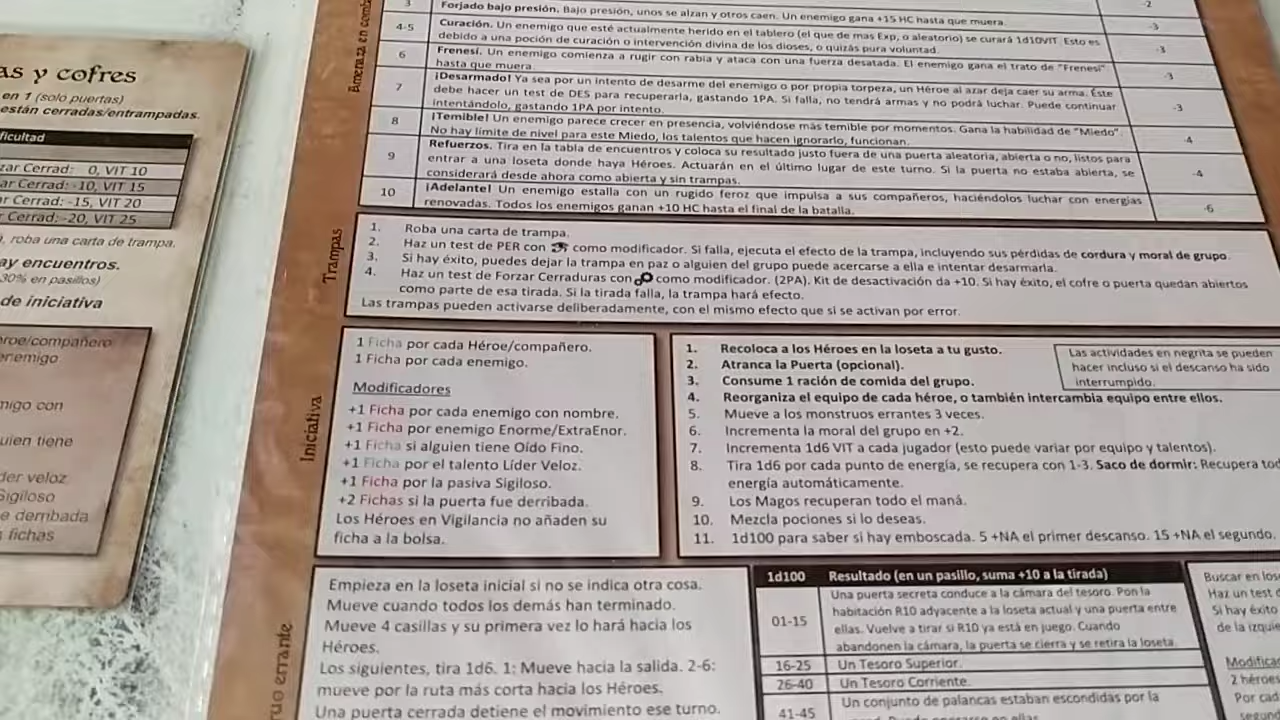 as y cofres
en 1 (solo puertas)
están cerradas/entrampadas.
ficultad
zar Cerrad: 0, VIT 10
ar Cerrad: -10, VIT 15
r Cerrad: -15, VIT 20
r Cerrad: -20, VIT 25
, roba una carta de trampa.
ay encuentros.
30% en pasillos)
de iniciativa
éroe/compañero
enemigo
migo con
uien tiene
der veloz
Sigiloso
e derribada
s fichas
3 Forjado bajo presión. Bajo presión, unos se alzan y otros caen. Un enemigo gana +15 HC hasta que muera. -2
4-5 Curación. Un enemigo que esté actualmente herido en el tablero (el que de mas Exp, o aleatorio) se curará 1d10VIT. Esto es -3
debido a una poción de curación o intervención divina de los dioses, o quizás pura voluntad.
6 Frenesí. Un enemigo comienza a rugir con rabia y ataca con una fuerza desatada. El enemigo gana el trato de "Frenesí" -3
hasta que muera.
7 ¡Desarmado! Ya sea por un intento de desarme del enemigo o por propia torpeza, un Héroe al azar deja caer su arma. Éste -3
debe hacer un test de DES para recuperarla, gastando 1PA. Si falla, no tendrá armas y no podrá luchar. Puede continuar
intentándolo, gastando 1PA por intento. -3
8 ¡Temible! Un enemigo parece crecer en presencia, volviéndose más temible por momentos. Gana la habilidad de "Miedo". -4
No hay límite de nivel para este Miedo, los talentos que hacen ignorarlo, funcionan.
9 Refuerzos. Tira en la tabla de encuentros y coloca su resultado justo fuera de una puerta aleatoria, abierta o no, listos para
entrar a una loseta donde haya Héroes. Actuarán en el último lugar de este turno. Si la puerta no estaba abierta, se -4
considerará desde ahora como abierta y sin trampas.
10 ¡Adelante! Un enemigo estalla con un rugido feroz que impulsa a sus compañeros, haciéndolos luchar con energías
renovadas. Todos los enemigos ganan +10 HC hasta el final de la batalla. -6
Trampas
1. Roba una carta de trampa.
2. Haz un test de PER con como modificador. Si falla, ejecuta el efecto de la trampa, incluyendo sus pérdidas de cordura y moral de grupo.
3. Si hay éxito, puedes dejar la trampa en paz o alguien del grupo puede acercarse a ella e intentar desarmarla.
4. Haz un test de Forzar Cerraduras con como modificador. (2PA). Kit de desactivación da +10. Si hay éxito, el cofre o puerta quedan abiertos
como parte de esa tirada. Si la tirada falla, la trampa hará efecto.
Las trampas pueden activarse deliberadamente, con el mismo efecto que si se activan por error.
Iniciativa
1 Ficha por cada Héroe/compañero.
1 Ficha por cada enemigo.
Modificadores
+1 Ficha por cada enemigo con nombre.
+1 Ficha por enemigo Enorme/ExtraEnor.
+1 Ficha si alguien tiene Oído Fino.
+1 Ficha por el talento Líder Veloz.
+1 Ficha por la pasiva Sigiloso.
+2 Fichas si la puerta fue derribada.
Los Héroes en Vigilancia no añaden su
ficha a la bolsa.
1. Recoloca a los Héroes en la loseta a tu gusto.
2. Atranca la Puerta (opcional).
3. Consume 1 ración de comida del grupo.
4. Reorganiza el equipo de cada héroe, o también intercambia equipo entre ellos.
5. Mueve a los monstruos errantes 3 veces.
6. Incrementa la moral del grupo en +2.
7. Incrementa 1d6 VIT a cada jugador (esto puede variar por equipo y talentos).
8. Tira 1d6 por cada punto de energía, se recupera con 1-3. Saco de dormir: Recupera tod
energía automáticamente.
9. Los Magos recuperan todo el maná.
10. Mezcla pociones si lo deseas.
11. 1d100 para saber si hay emboscada. 5 +NA el primer descanso. 15 +NA el segundo.
Las actividades en negrita se pueden
hacer incluso si el descanso ha sido
interrumpido.
uo errante
Empieza en la loseta inicial si no se indica otra cosa.
Mueve cuando todos los demás han terminado.
Mueve 4 casillas y su primera vez lo hará hacia los
Héroes.
Los siguientes, tira 1d6. 1: Mueve hacia la salida. 2-6:
mueve por la ruta más corta hacia los Héroes.
Una puerta cerrada detiene el movimiento ese turno.
1d100 Resultado (en un pasillo, suma +10 a la tirada)
01-15 Una puerta secreta conduce a la cámara del tesoro. Pon la
habitación R10 adyacente a la loseta actual y una puerta entre
ellas. Vuelve a tirar si R10 ya está en juego. Cuando
abandonen la cámara, la puerta se cierra y se retira la loseta.
16-25 Un Tesoro Superior.
26-40 Un Tesoro Corriente.
41-45 Un conjunto de palancas estaban escondidas por la
Buscar en lose
Haz un test d
Si hay éxito
de la izquie
Modifica
2 héroes
Por cad